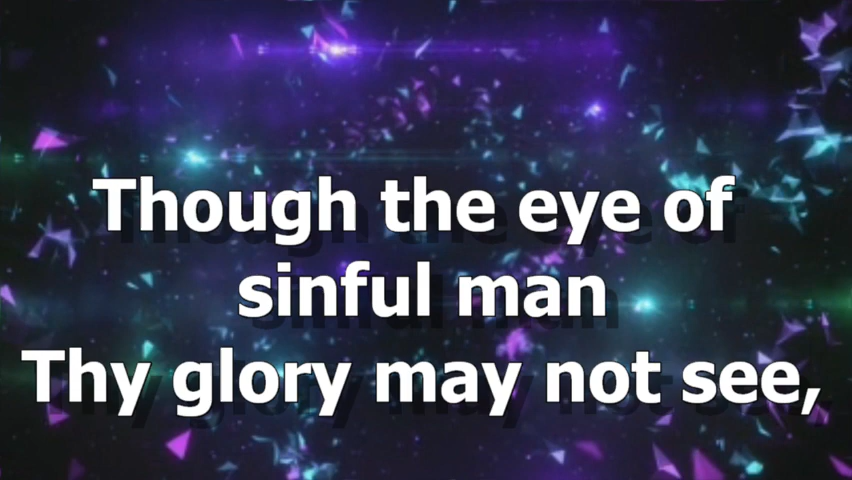 Though the eye of
sinful man
Thy glory may not see,